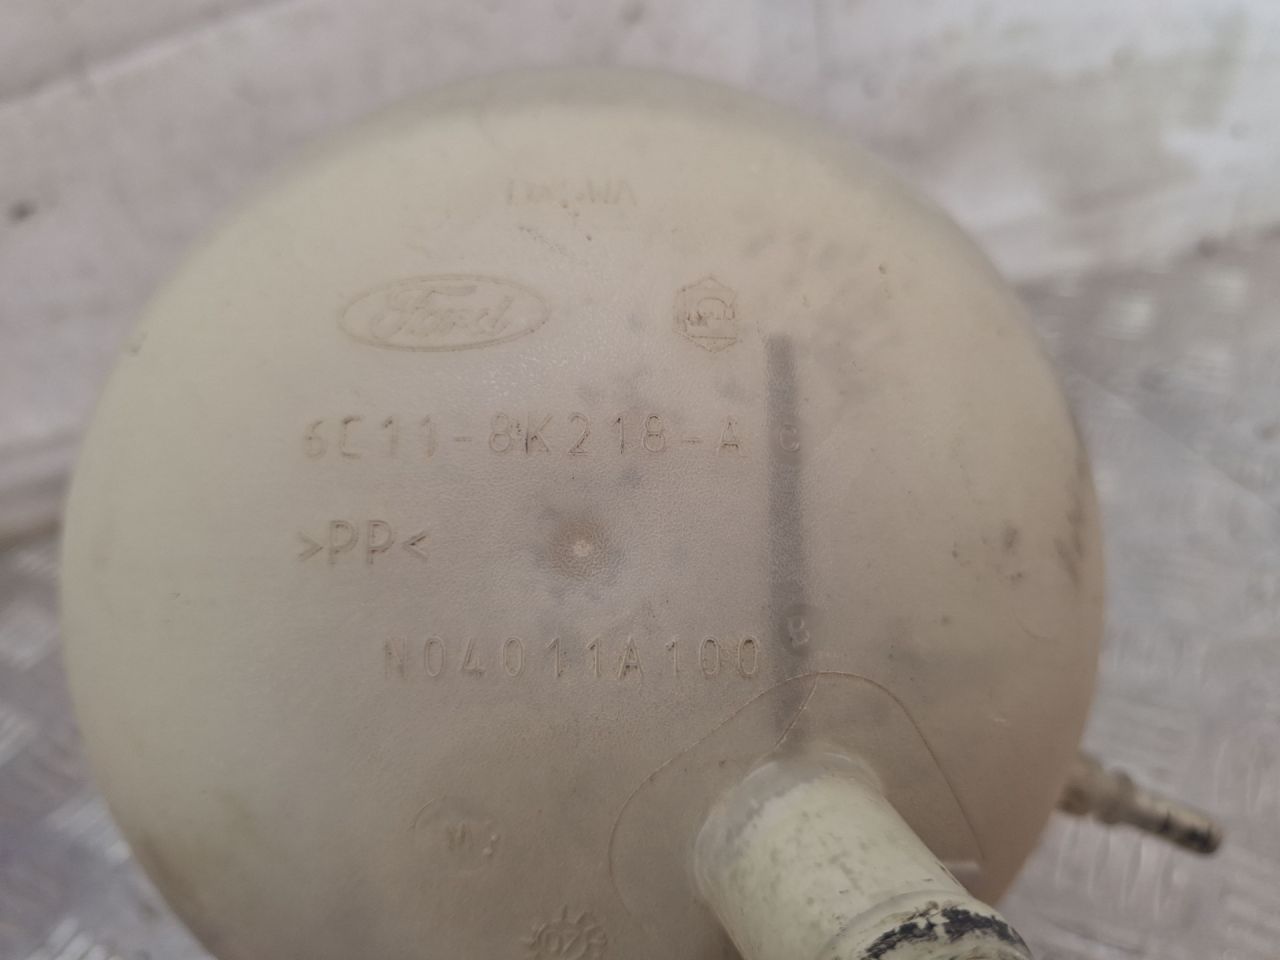 Ford
6C11-8K218-A C
>PP<
B
N04011A100